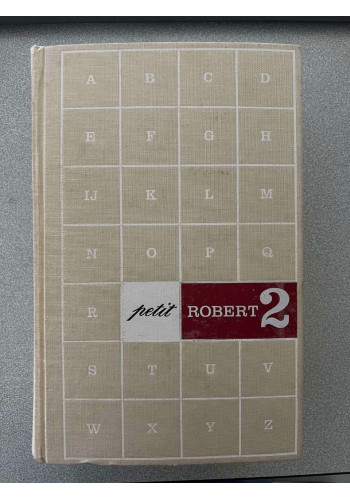 A B C D
E F G H
IJ K L M
N O P Q
R petit ROBERT 2
S T U V
W X Y Z